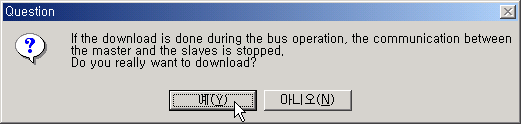 Question
If the download is done during the bus operation, the communication between
the master and the slaves is stopped.
Do you really want to download?
예(Y)
아니오(N)